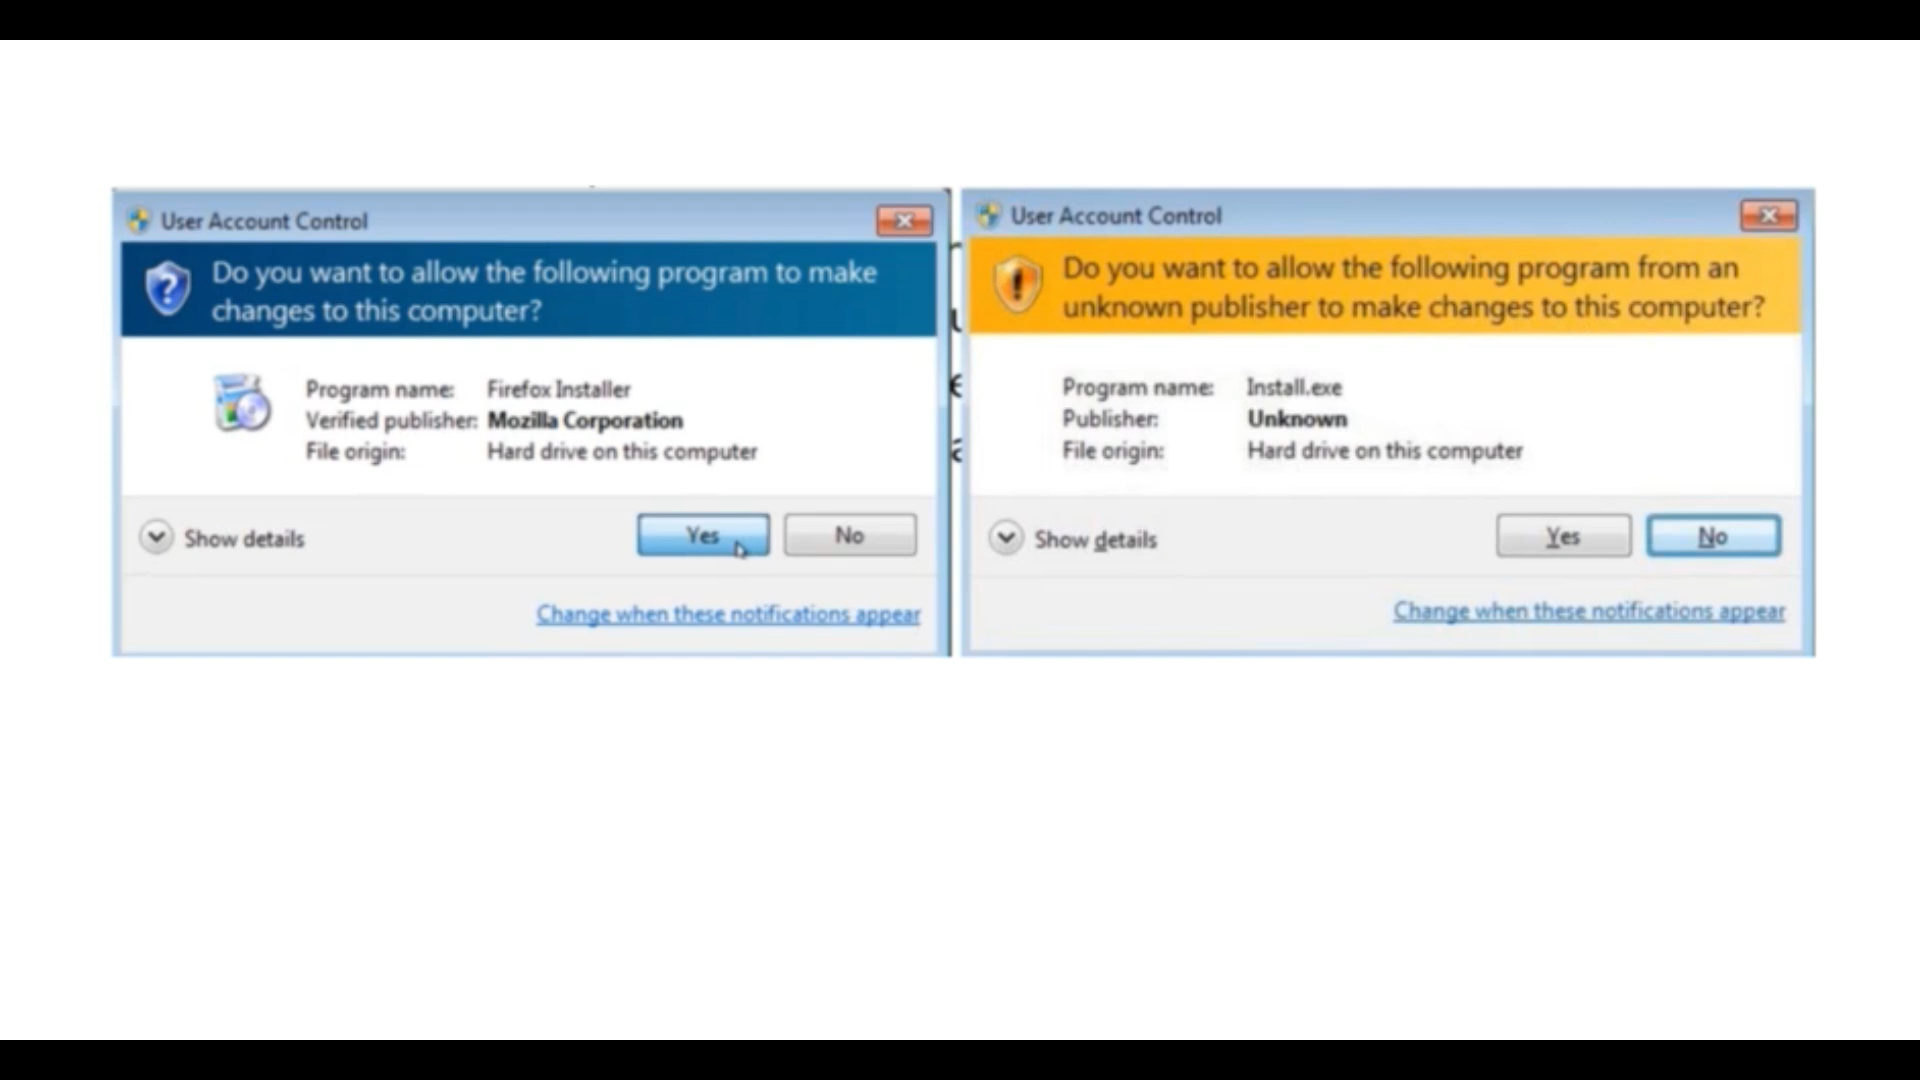 User Account Control
Do you want to allow the following program to make
changes to this computer?
Program name: Firefox Installer
Verified publisher: Mozilla Corporation
File origin: Hard drive on this computer
Show details
Yes
No
Change when these notifications appear
User Account Control
Do you want to allow the following program from an
unknown publisher to make changes to this computer?
Program name: Install.exe
Publisher: Unknown
File origin: Hard drive on this computer
Show details
Yes
No
Change when these notifications appear